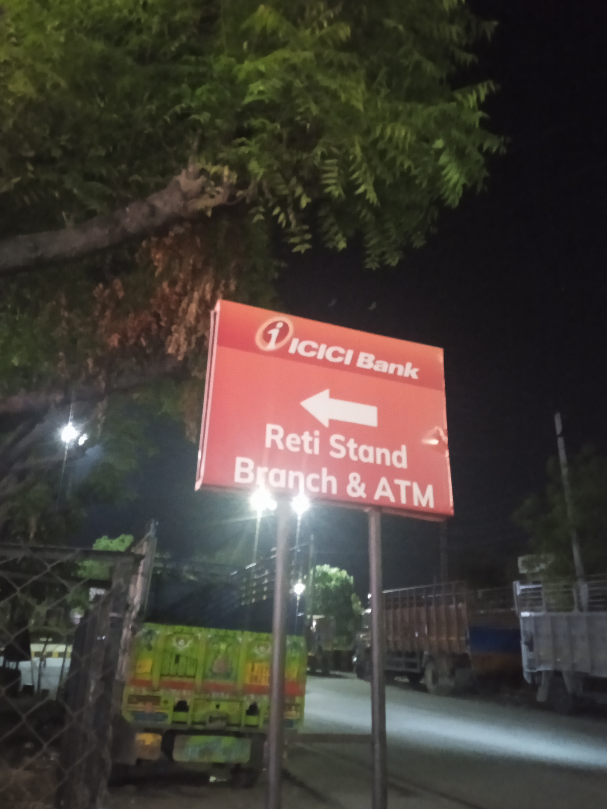 i ICICI Bank
Reti Stand
Branch & ATM